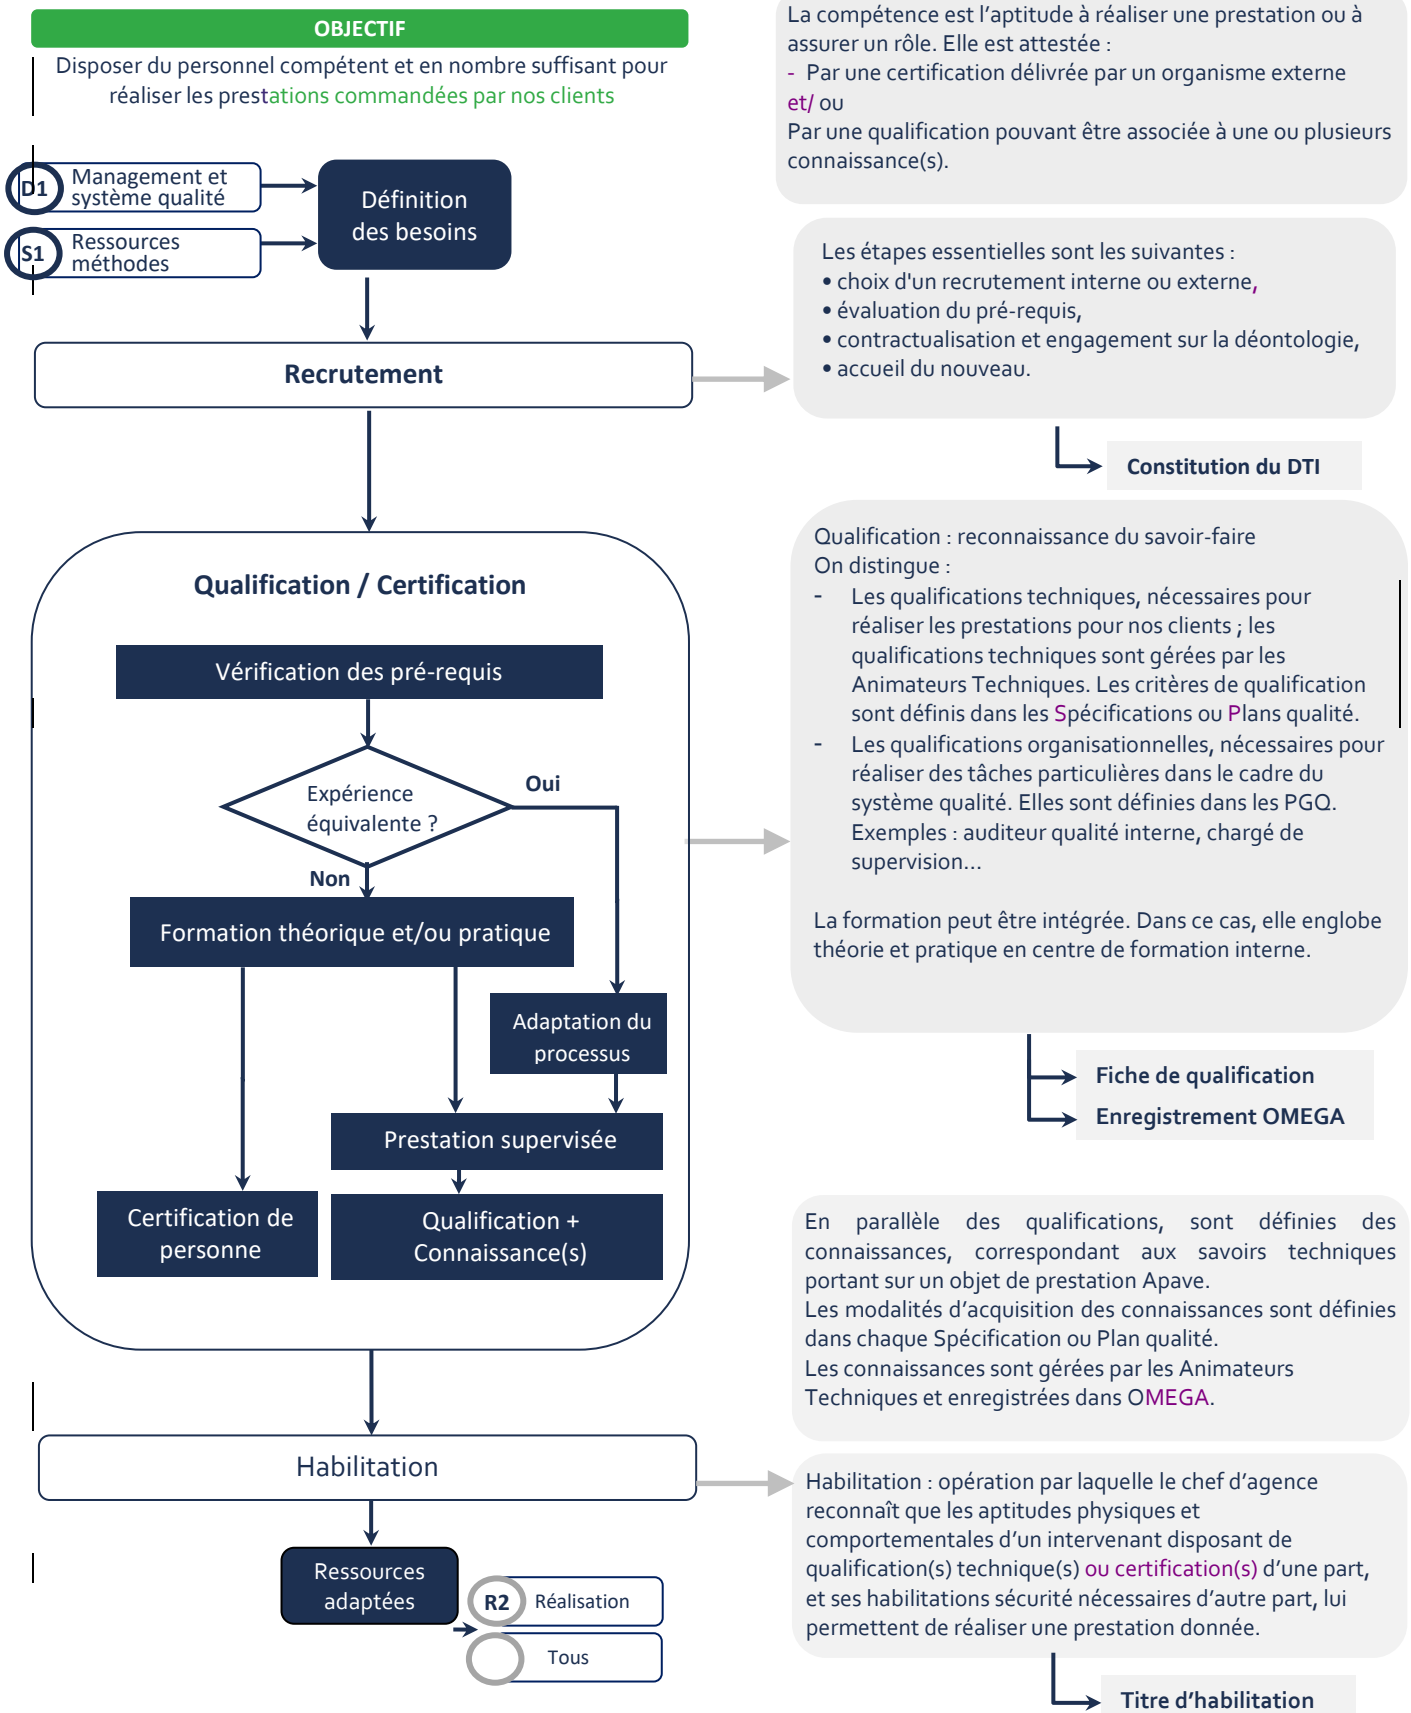 OBJECTIF
Disposer du personnel compétent et en nombre suffisant pour
réaliser les prestations commandées par nos clients
D1
Management et
système qualité
S1
Ressources
méthodes
Définition
des besoins
Recrutement
Qualification / Certification
Vérification des pré-requis
Expérience
équivalente ?
Oui
Non
Formation théorique et/ou pratique
Adaptation du
processus
Prestation supervisée
Certification de
personne
Qualification +
Connaissance(s)
Habilitation
Ressources
adaptées
R2
Réalisation
Tous
La compétence est l’aptitude à réaliser une prestation ou à
assurer un rôle. Elle est attestée :
- Par une certification délivrée par un organisme externe
et/ ou
Par une qualification pouvant être associée à une ou plusieurs
connaissance(s).
Les étapes essentielles sont les suivantes :
• choix d'un recrutement interne ou externe,
• évaluation du pré-requis,
• contractualisation et engagement sur la déontologie,
• accueil du nouveau.
Constitution du DTI
Qualification : reconnaissance du savoir-faire
On distingue :
- Les qualifications techniques, nécessaires pour
réaliser les prestations pour nos clients ; les
qualifications techniques sont gérées par les
Animateurs Techniques. Les critères de qualification
sont définis dans les Spécifications ou Plans qualité.
- Les qualifications organisationnelles, nécessaires pour
réaliser des tâches particulières dans le cadre du
système qualité. Elles sont définies dans les PGQ.
Exemples : auditeur qualité interne, chargé de
supervision…
La formation peut être intégrée. Dans ce cas, elle englobe
théorie et pratique en centre de formation interne.
Fiche de qualification
Enregistrement OMEGA
En parallèle des qualifications, sont définies des
connaissances, correspondant aux savoirs techniques
portant sur un objet de prestation Apave.
Les modalités d’acquisition des connaissances sont définies
dans chaque Spécification ou Plan qualité.
Les connaissances sont gérées par les Animateurs
Techniques et enregistrées dans OMEGA.
Habilitation : opération par laquelle le chef d’agence
reconnaît que les aptitudes physiques et
comportementales d’un intervenant disposant de
qualification(s) technique(s) ou certification(s) d’une part,
et ses habilitations sécurité nécessaires d’autre part, lui
permettent de réaliser une prestation donnée.
Titre d’habilitation